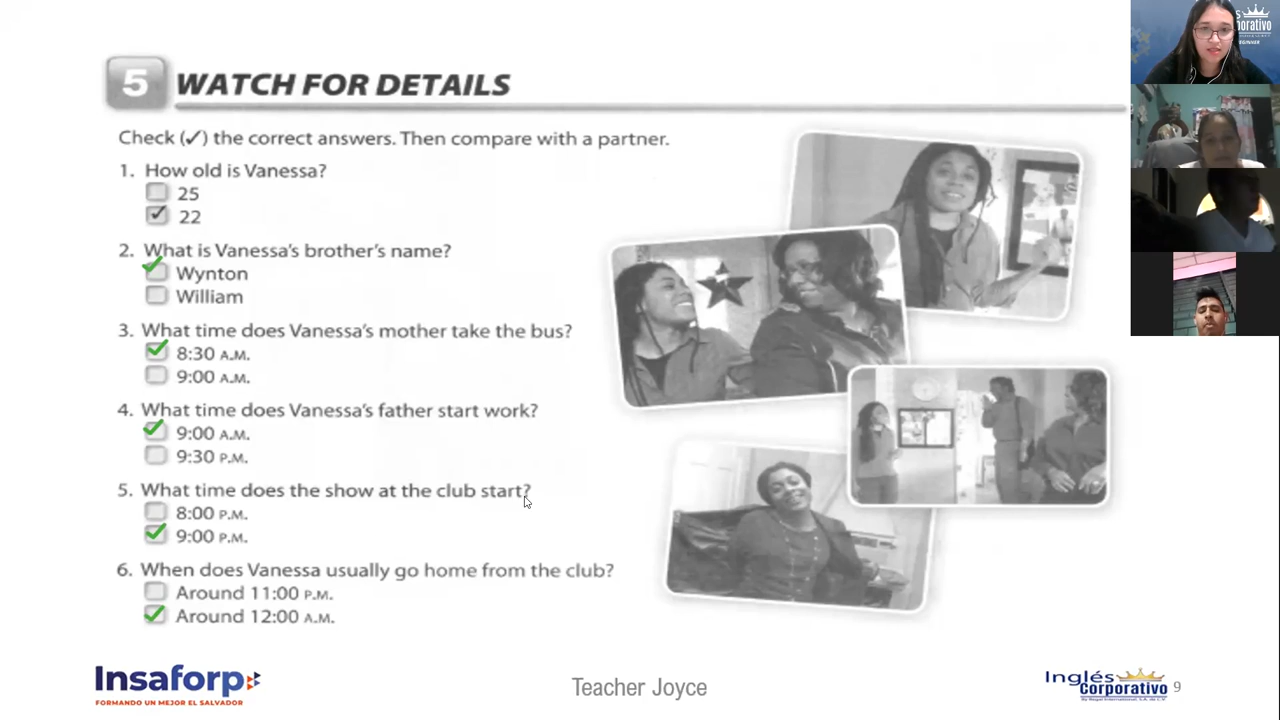 5 WATCH FOR DETAILS
Check (✓) the correct answers. Then compare with a partner.
1. How old is Vanessa?
25
22
2. What is Vanessa's brother's name?
Wynton
William
3. What time does Vanessa's mother take the bus?
8:30 A.M.
9:00 A.M.
4. What time does Vanessa's father start work?
9:00 A.M.
9:30 P.M.
5. What time does the show at the club start?
8:00 P.M.
9:00 P.M.
6. When does Vanessa usually go home from the club?
Around 11:00 P.M.
Around 12:00 A.M.
Insaforp
FORMANDO UN MEJOR EL SALVADOR
Teacher Joyce
Inglés
Corporativo
By Royal International, S.A. de C.V.
9